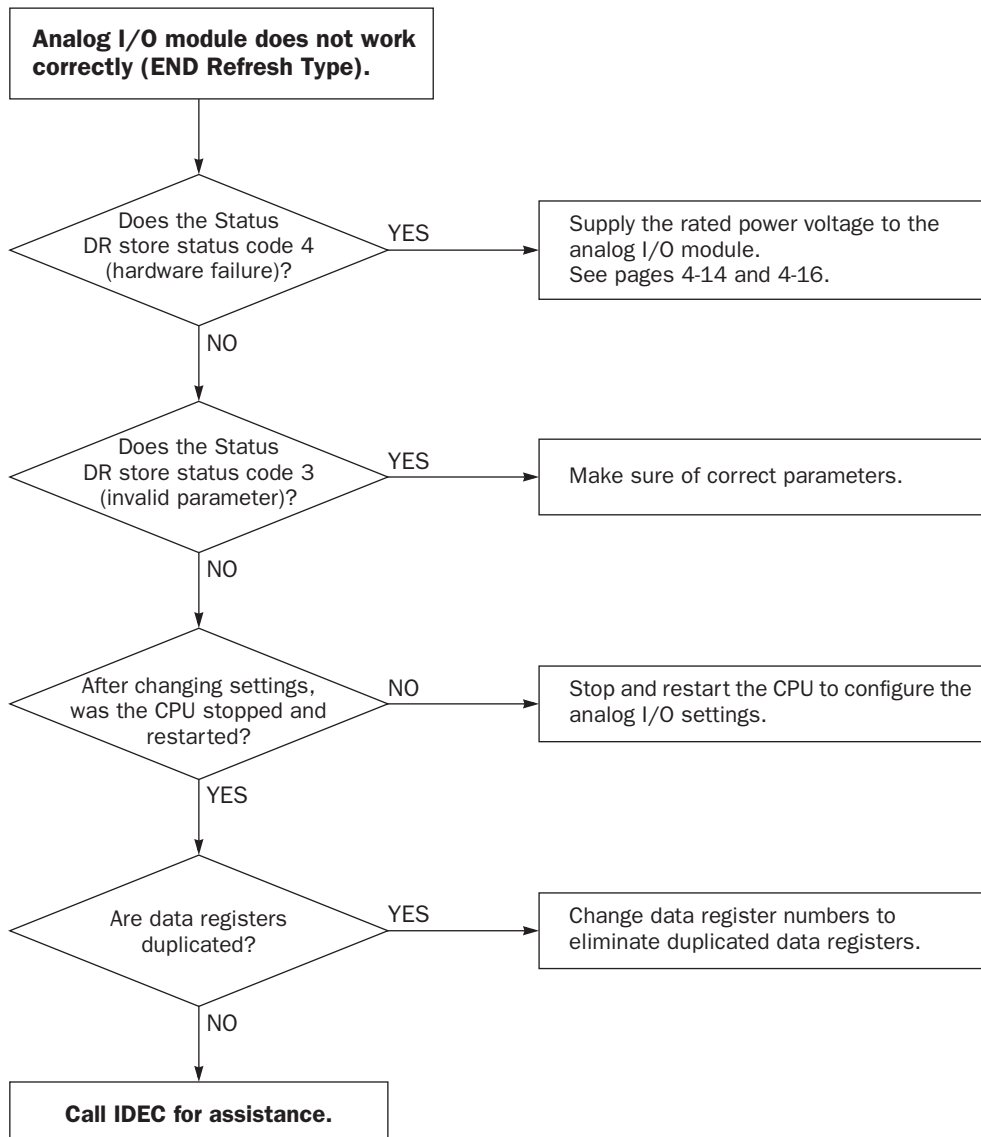 Analog I/O module does not work
correctly (END Refresh Type).
Does the Status
DR store status code 4
(hardware failure)?
YES
Supply the rated power voltage to the
analog I/O module.
See pages 4-14 and 4-16.
NO
Does the Status
DR store status code 3
(invalid parameter)?
YES
Make sure of correct parameters.
NO
After changing settings,
was the CPU stopped and
restarted?
NO
Stop and restart the CPU to configure the
analog I/O settings.
YES
Are data registers
duplicated?
YES
Change data register numbers to
eliminate duplicated data registers.
NO
Call IDEC for assistance.